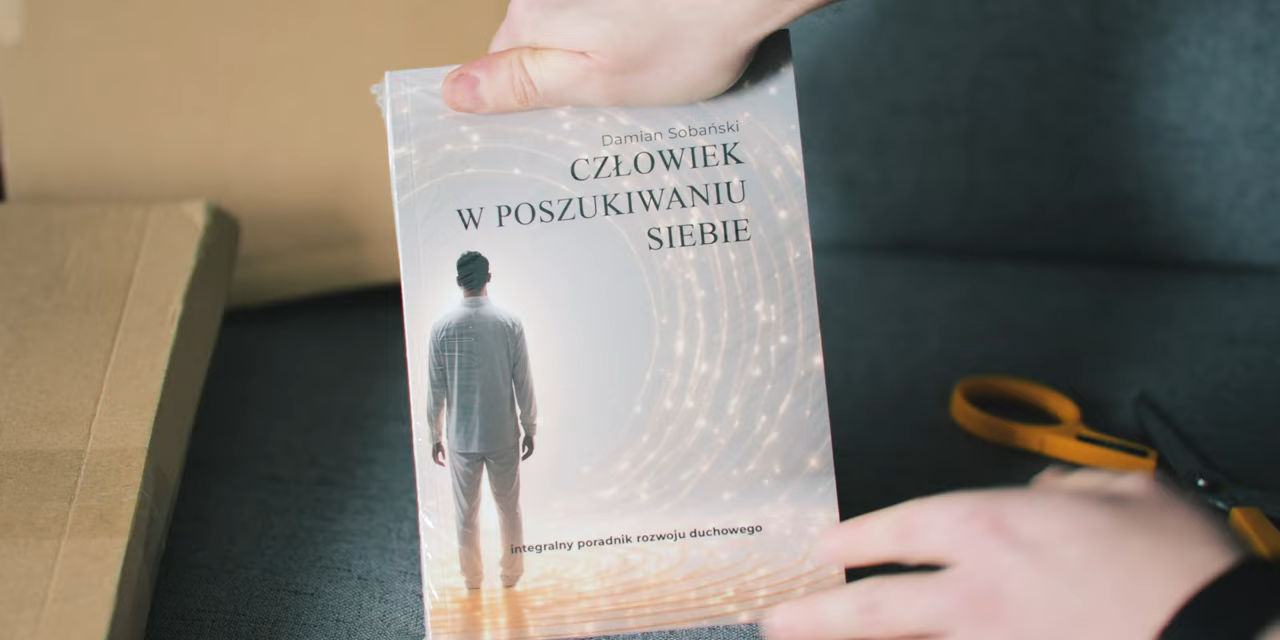 Damian Sobański
CZŁOWIEK
W POSZUKIWANIU
SIEBIE
integralny poradnik rozwoju duchowego